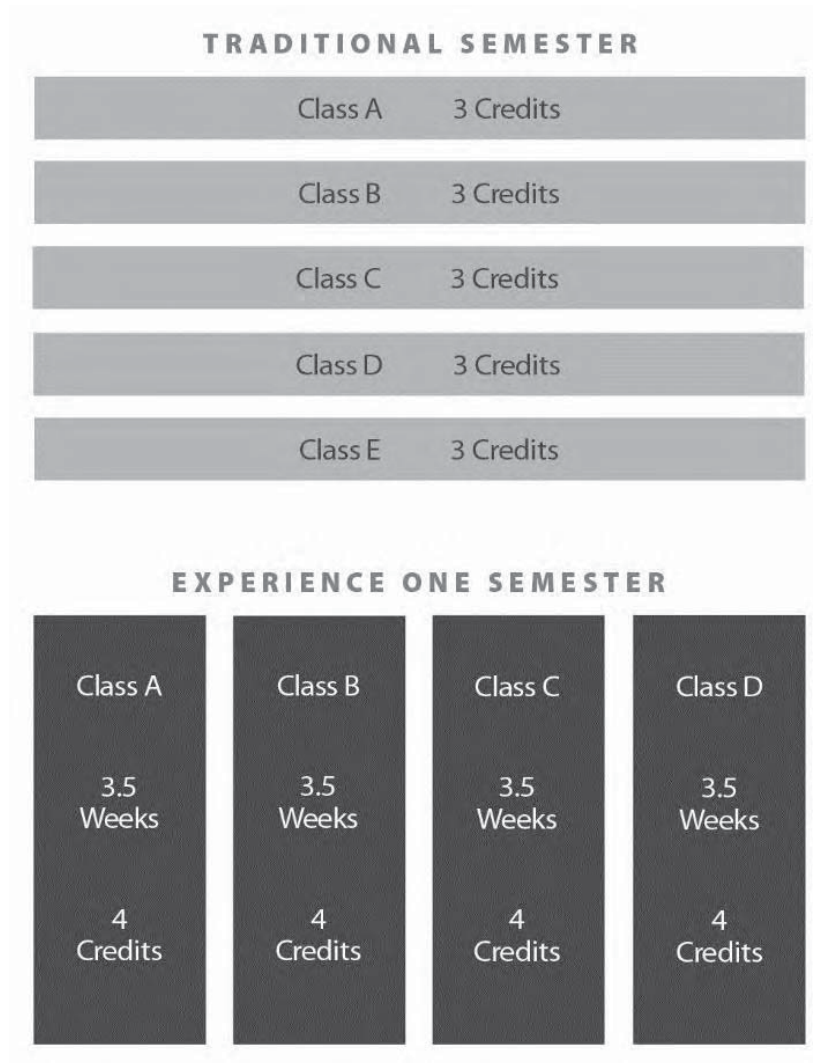 TRADITIONAL SEMESTER
Class A 3 Credits
Class B 3 Credits
Class C 3 Credits
Class D 3 Credits
Class E 3 Credits
EXPERIENCE ONE SEMESTER
Class A
3.5
Weeks
4
Credits
Class B
3.5
Weeks
4
Credits
Class C
3.5
Weeks
4
Credits
Class D
3.5
Weeks
4
Credits